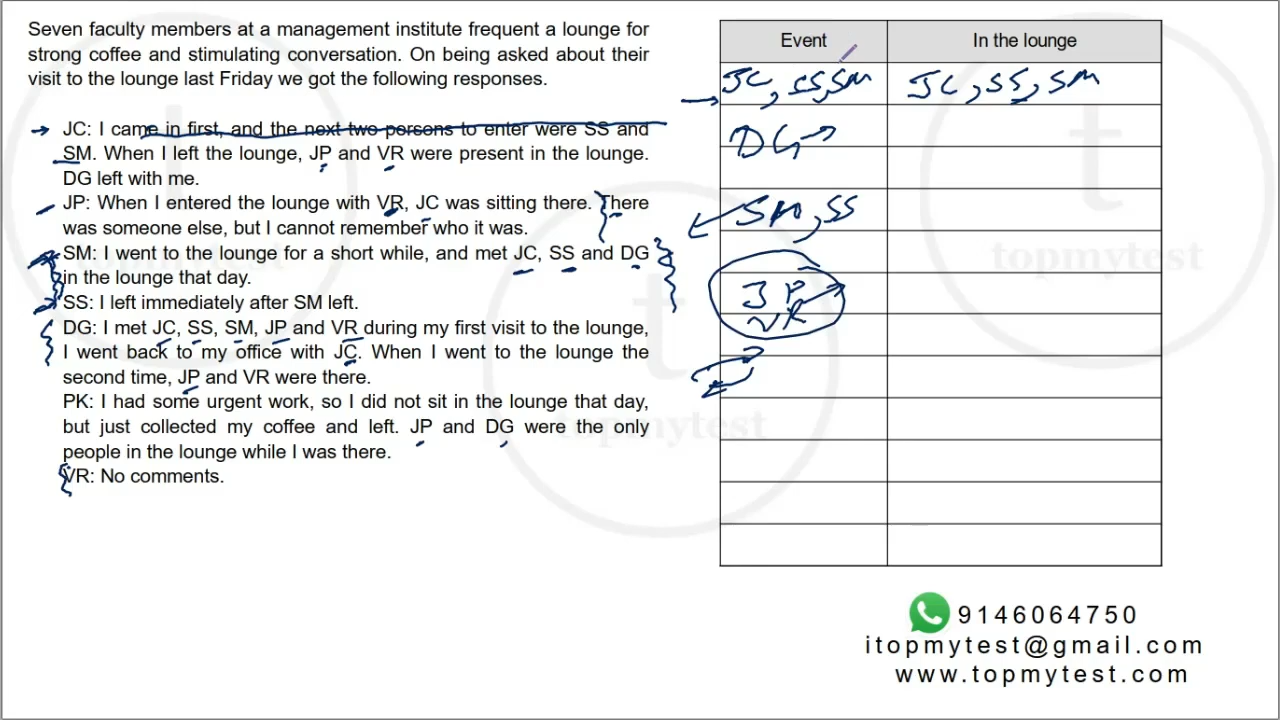 Seven faculty members at a management institute frequent a lounge for
strong coffee and stimulating conversation. On being asked about their
visit to the lounge last Friday we got the following responses.
JC: I came in first, and the next two persons to enter were SS and
SM. When I left the lounge, JP and VR were present in the lounge.
DG left with me.
JP: When I entered the lounge with VR, JC was sitting there. There
was someone else, but I cannot remember who it was.
SM: I went to the lounge for a short while, and met JC, SS and DG
in the lounge that day.
SS: I left immediately after SM left.
DG: I met JC, SS, SM, JP and VR during my first visit to the lounge,
I went back to my office with JC. When I went to the lounge the
second time, JP and VR were there.
PK: I had some urgent work, so I did not sit in the lounge that day,
but just collected my coffee and left. JP and DG were the only
people in the lounge while I was there.
VR: No comments.
Event In the lounge
JC, SS, SM JC, SS, SM
DG
SM, SS
JP
VR
t
topmytest
t
topmytest
9146064750
itopmytest@gmail.com
www.topmytest.com